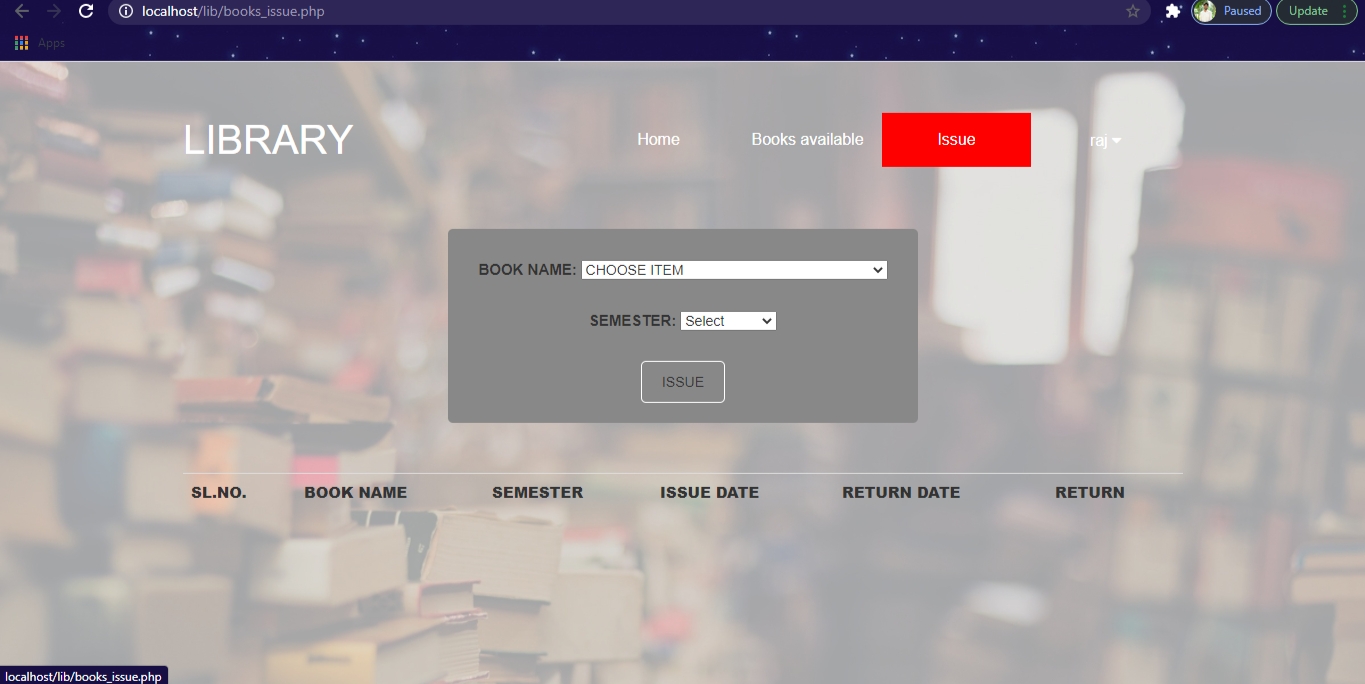 localhost/lib/books_issue.php
Paused
Update
Apps
LIBRARY
Home
Books available
Issue
raj
BOOK NAME: CHOOSE ITEM
SEMESTER: Select
ISSUE
SL.NO. BOOK NAME SEMESTER ISSUE DATE RETURN DATE RETURN
localhost/lib/books_issue.php